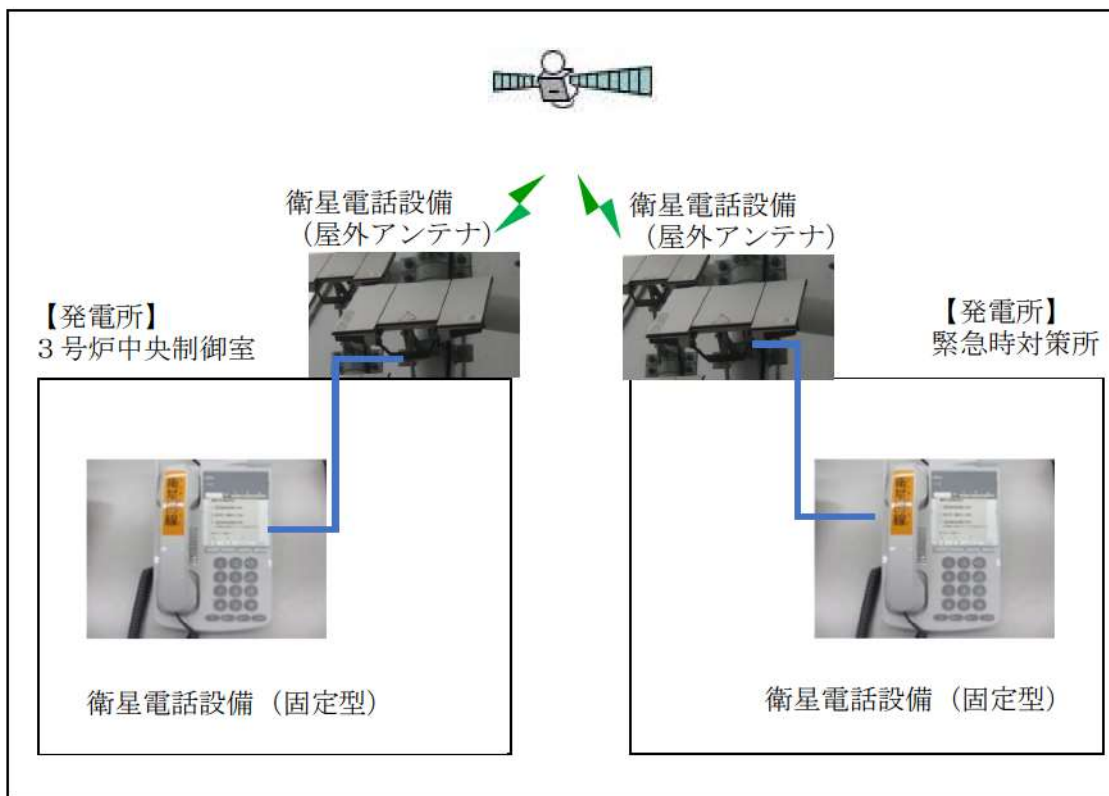 衛星電話設備
（屋外アンテナ）
衛星電話設備
（屋外アンテナ）
【発電所】
３号炉中央制御室
【発電所】
緊急時対策所
衛星電話設備（固定型）
衛星電話設備（固定型）